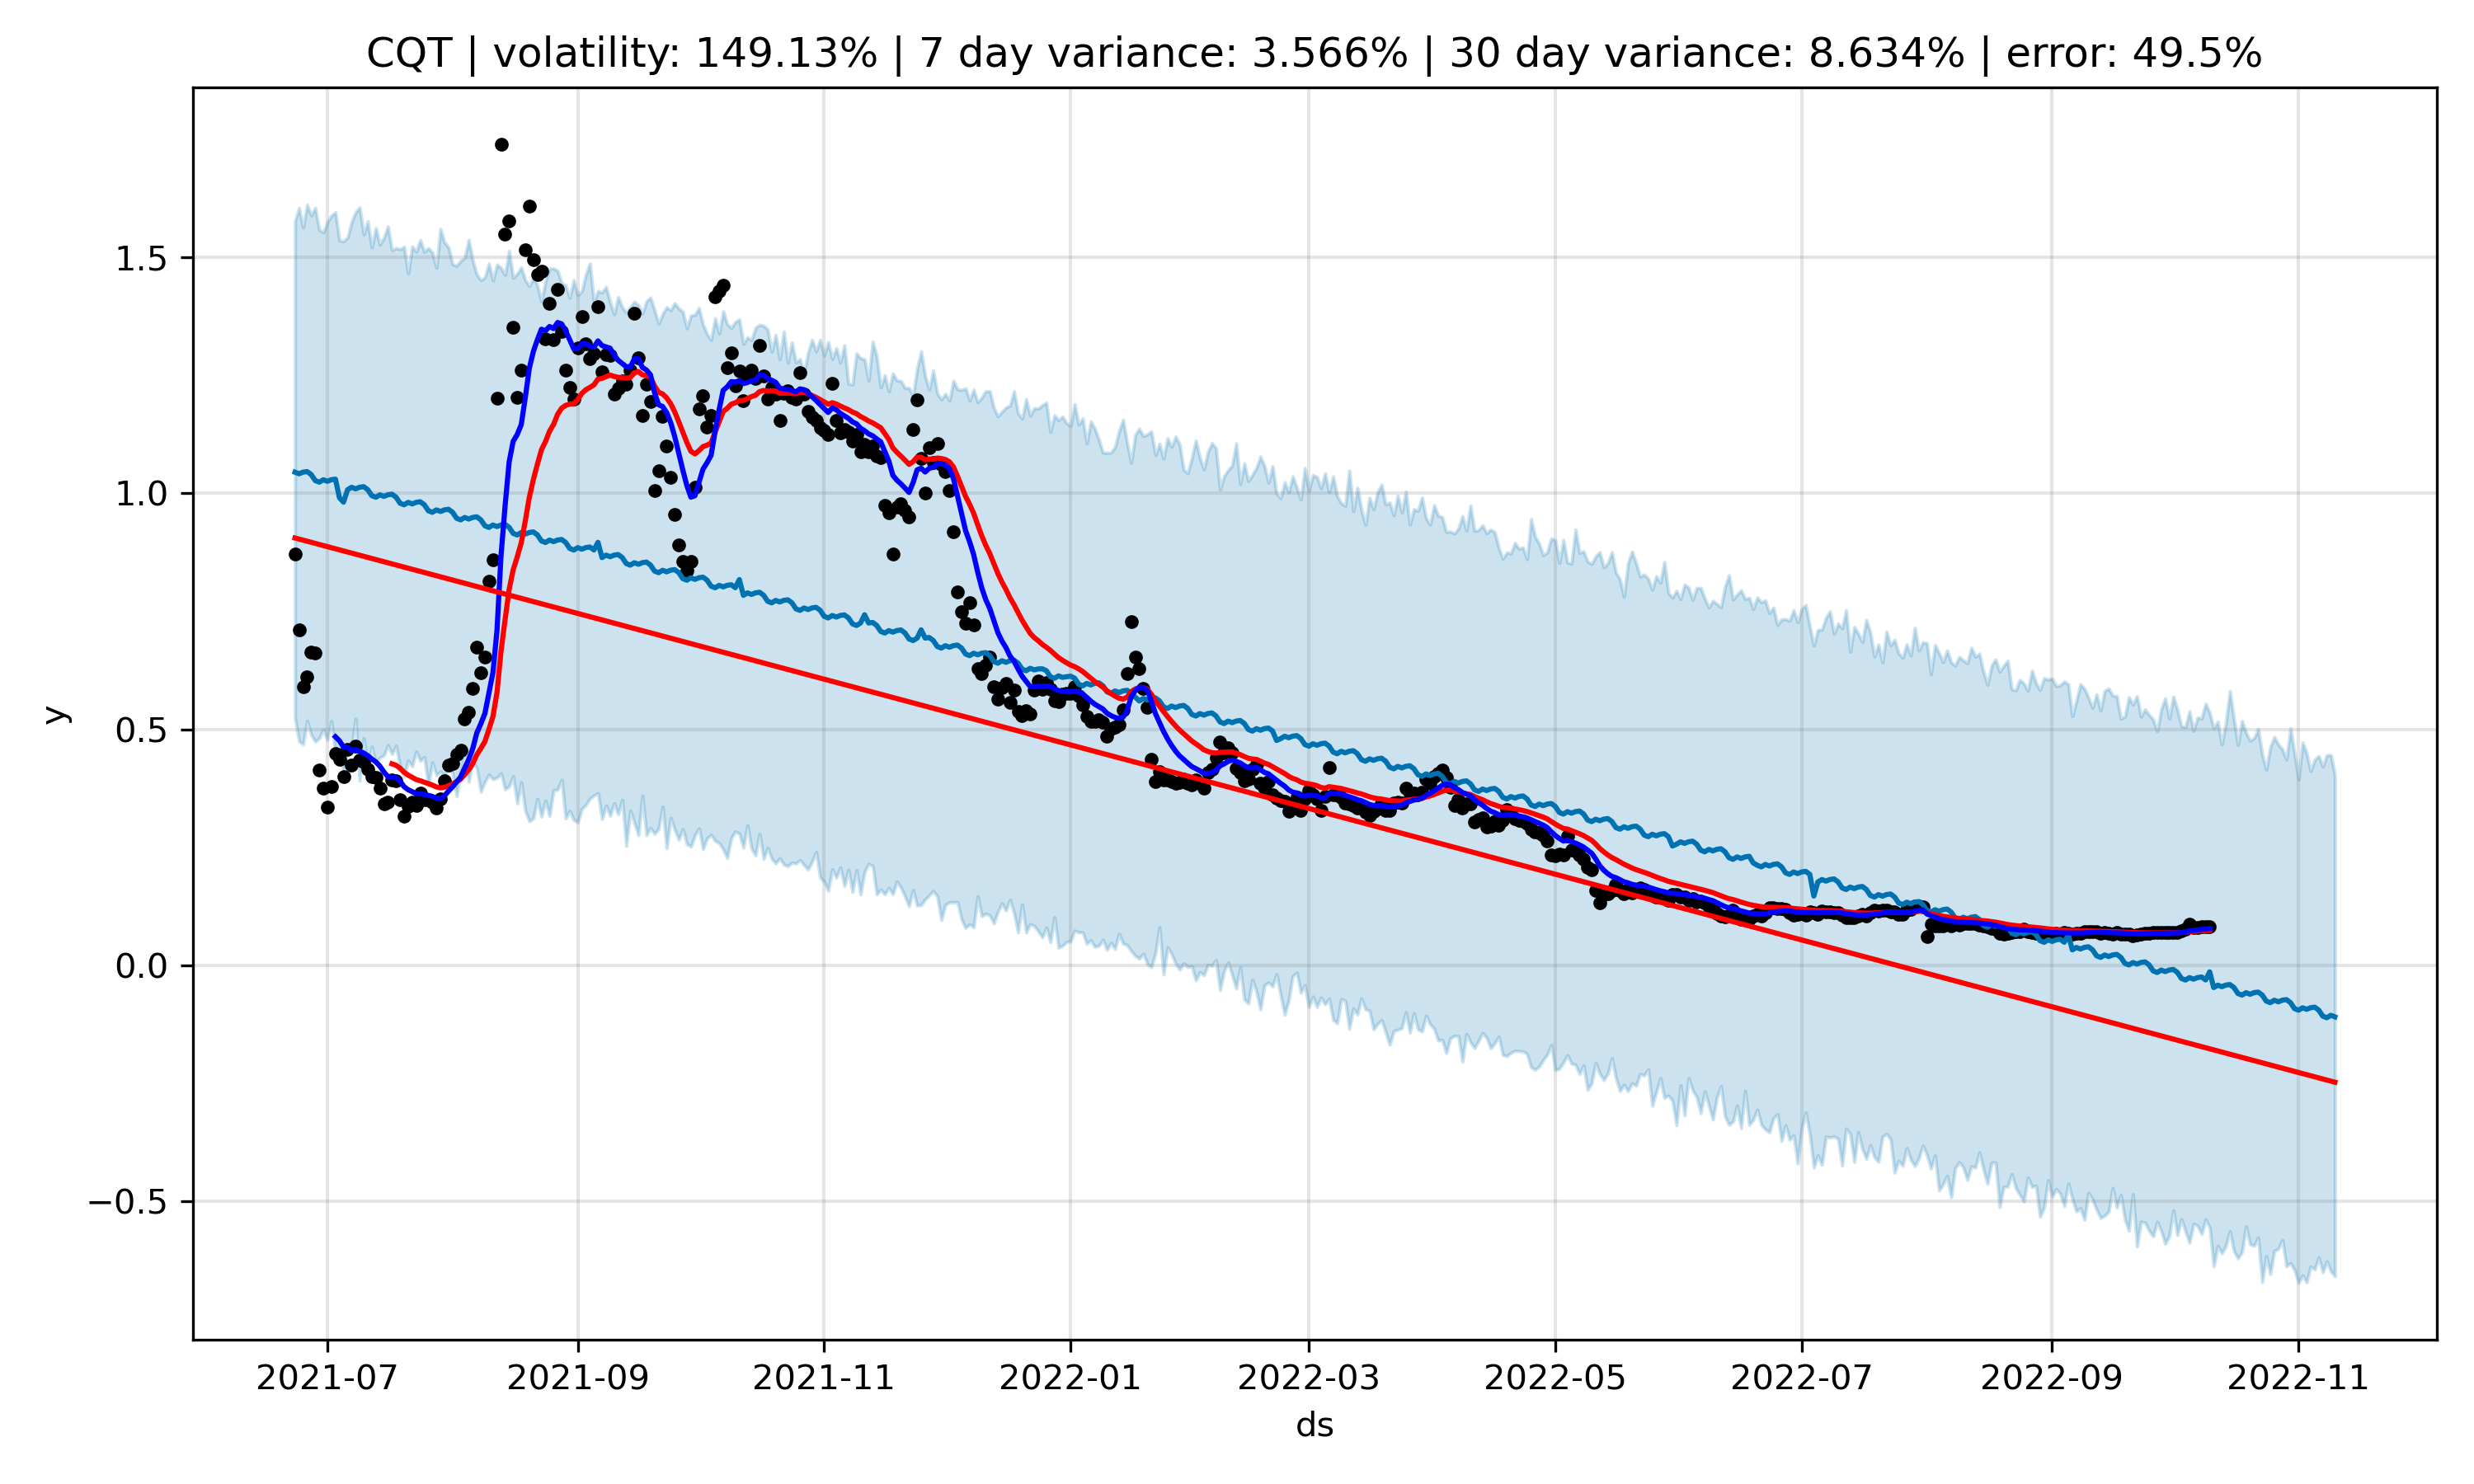 CQT | volatility: 149.13% | 7 day variance: 3.566% | 30 day variance: 8.634% | error: 49.5%
1.5
1.0
0.5
0.0
−0.5
y
2021-07 2021-09 2021-11 2022-01 2022-03 2022-05 2022-07 2022-09 2022-11
ds